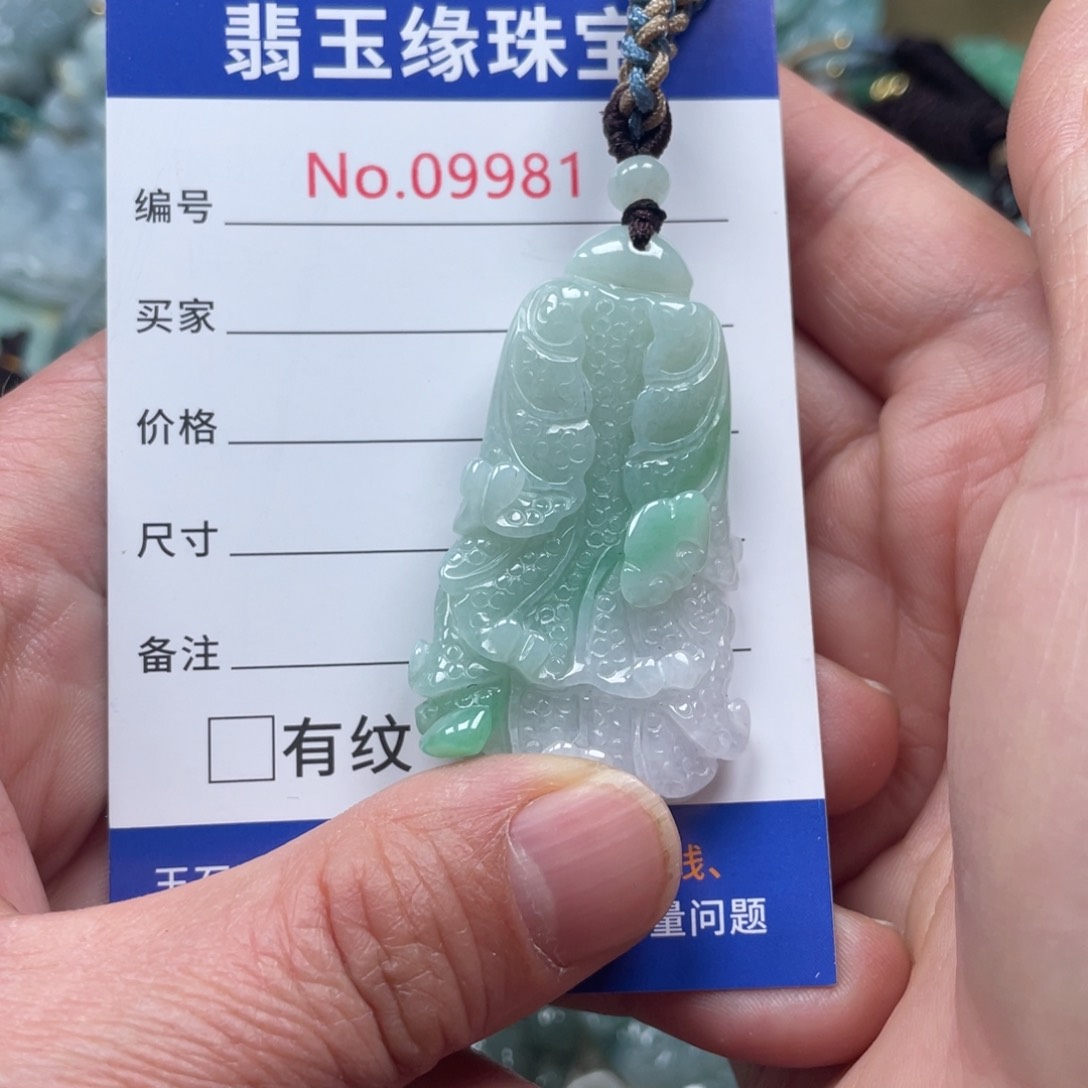 翡玉缘珠宝
编号 No.09981
买家
价格
尺寸
备注
有纹
线、
量问题